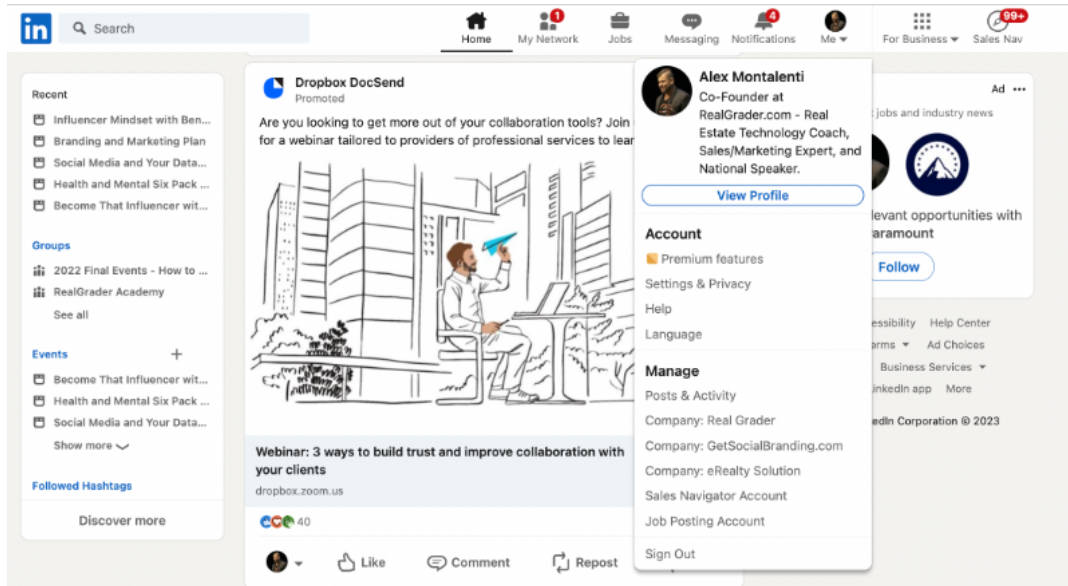 in
Search
Home
1
My Network
Jobs
Messaging
4
Notifications
Me
For Business
99+
Sales Nav
Recent
Influencer Mindset with Ben...
Branding and Marketing Plan
Social Media and Your Data...
Health and Mental Six Pack ...
Become That Influencer wit...
Groups
2022 Final Events - How to ...
RealGrader Academy
See all
Events +
Become That Influencer wit...
Health and Mental Six Pack ...
Social Media and Your Data...
Show more
Followed Hashtags
Discover more
Dropbox DocSend
Promoted
Are you looking to get more out of your collaboration tools? Join
for a webinar tailored to providers of professional services to lear
Webinar: 3 ways to build trust and improve collaboration with
your clients
dropbox.zoom.us
40
Like
Comment
Repost
Alex Montalenti
Co-Founder at
RealGrader.com - Real
Estate Technology Coach,
Sales/Marketing Expert, and
National Speaker.
View Profile
Account
Premium features
Settings & Privacy
Help
Language
Manage
Posts & Activity
Company: Real Grader
Company: GetSocialBranding.com
Company: eRealty Solution
Sales Navigator Account
Job Posting Account
Sign Out
Ad ...
jobs and industry news
levant opportunities with
aramount
Follow
essibility Help Center
erms Ad Choices
Business Services
inkedIn app More
edIn Corporation © 2023